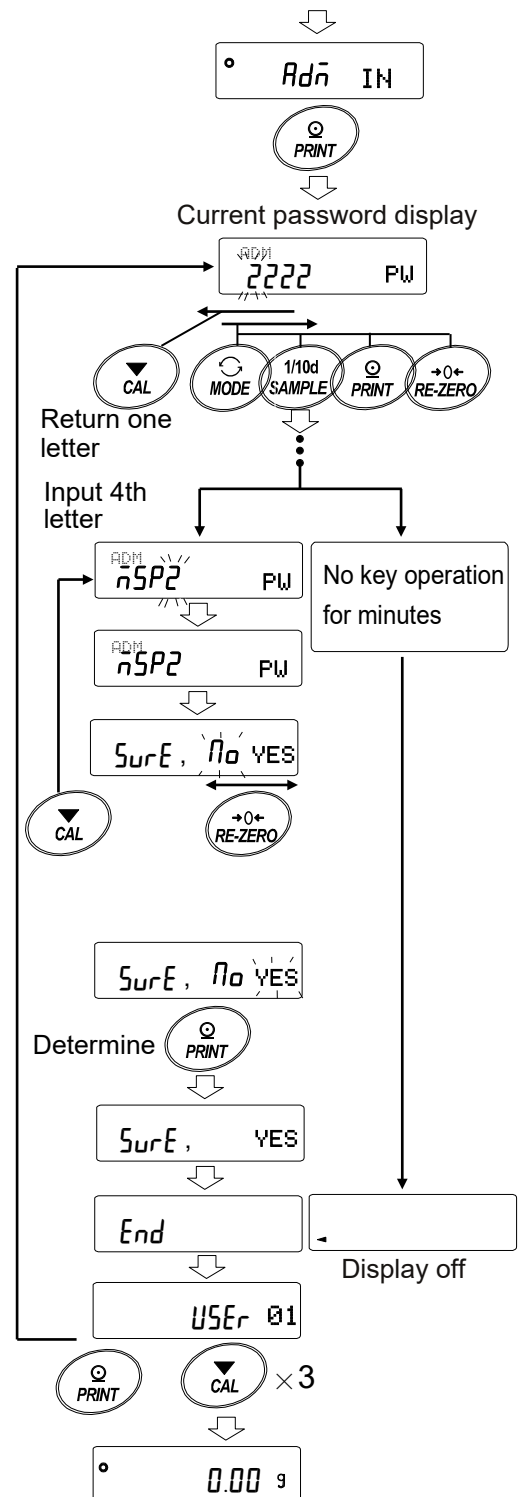 Adm IN
PRINT
Current password display
ADM
2222 PW
CAL
MODE
1/10d
SAMPLE
PRINT
→0←
RE-ZERO
Return one
letter
Input 4th
letter
ADM
mSP2 PW
No key operation
for minutes
ADM
mSP2 PW
SurE, No YES
CAL
→0←
RE-ZERO
SurE, No YES
Determine
PRINT
SurE, YES
End
Display off
USEr 01
PRINT
CAL
×3
0.00 g